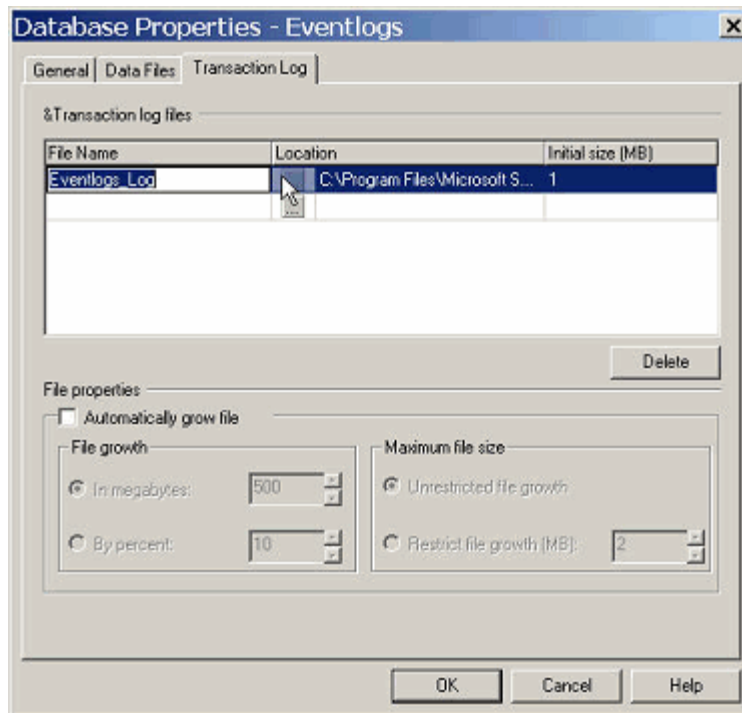 Database Properties - Eventlogs
General Data Files Transaction Log
&Transaction log files
File Name Location Initial size (MB)
Eventlogs_Log C:\Program Files\Microsoft S... 1
...
Delete
File properties
Automatically grow file
File growth Maximum file size
In megabytes: 500 Unrestricted file growth
By percent: 10 Restrict file growth (MB): 2
OK Cancel Help